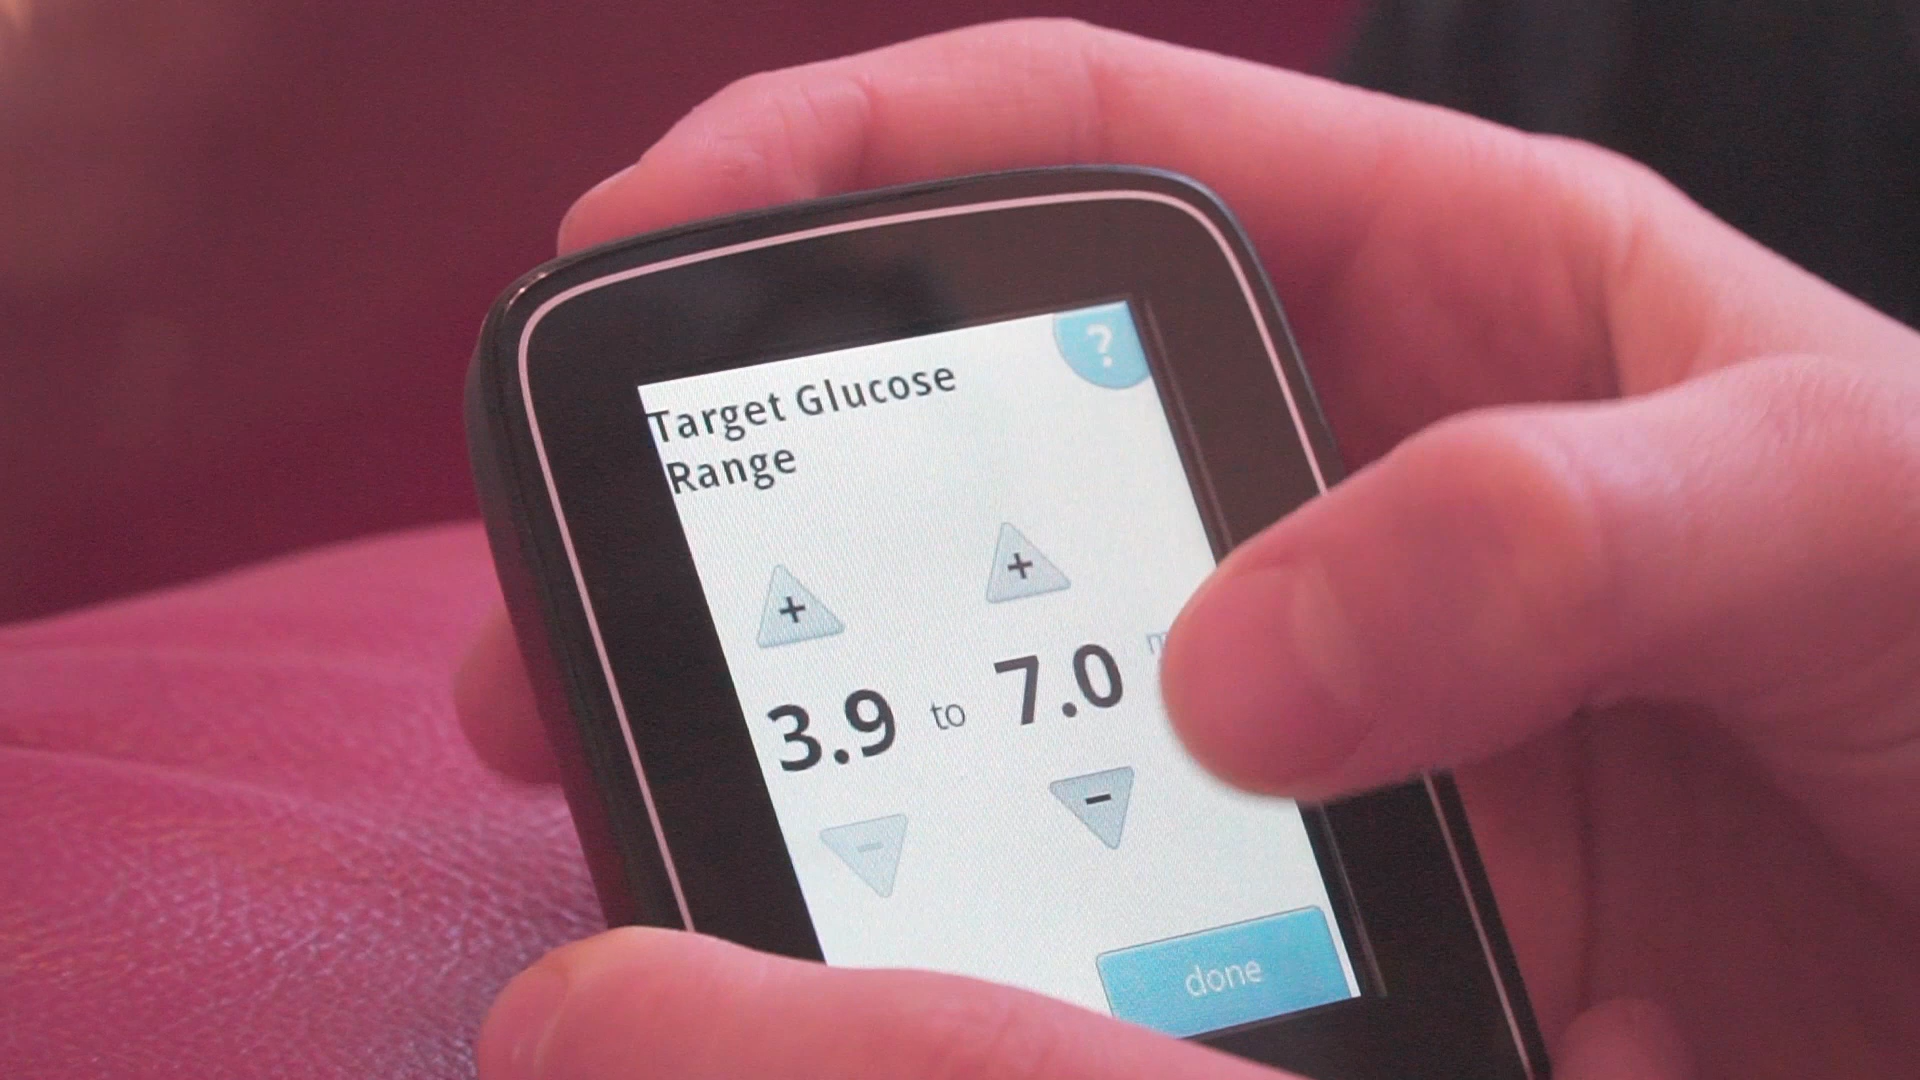 ?
Target Glucose
Range
+ +
3.9 to 7.0
- -
done